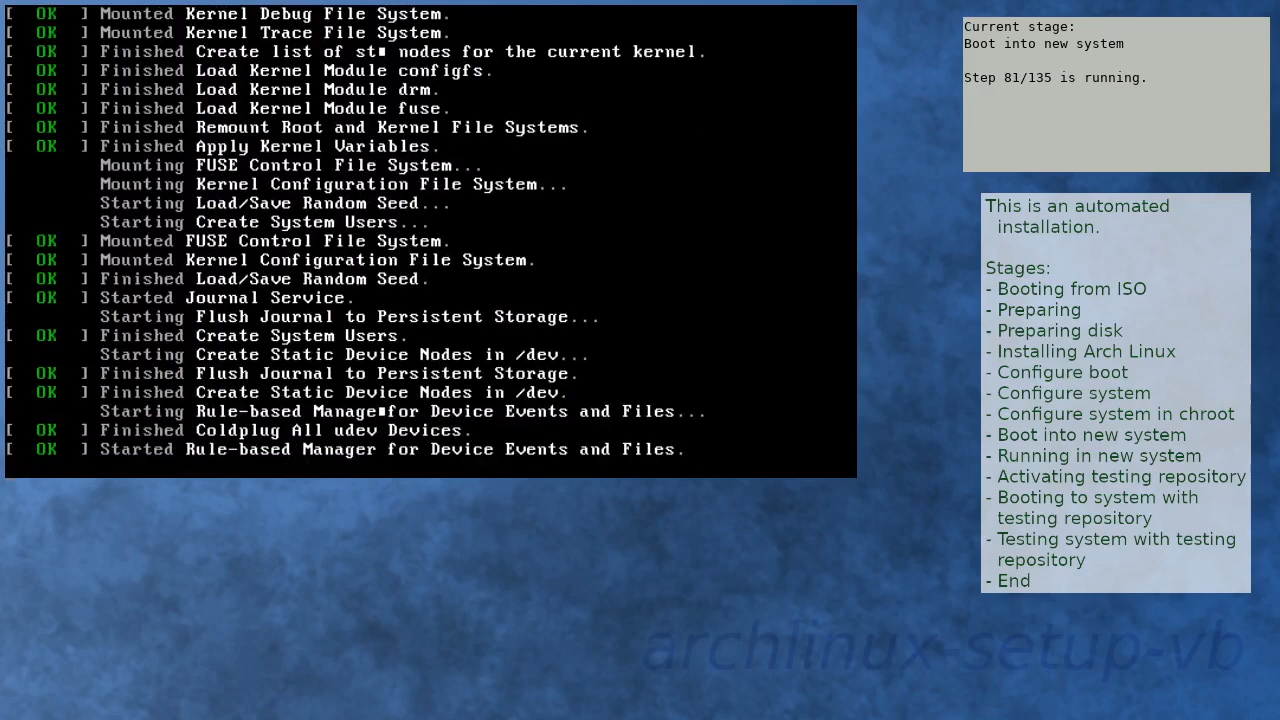 [  OK  ] Mounted Kernel Debug File System.
[  OK  ] Mounted Kernel Trace File System.
[  OK  ] Finished Create list of st▪ nodes for the current kernel.
[  OK  ] Finished Load Kernel Module configfs.
[  OK  ] Finished Load Kernel Module drm.
[  OK  ] Finished Load Kernel Module fuse.
[  OK  ] Finished Remount Root and Kernel File Systems.
[  OK  ] Finished Apply Kernel Variables.
Mounting FUSE Control File System...
Mounting Kernel Configuration File System...
Starting Load/Save Random Seed...
Starting Create System Users...
[  OK  ] Mounted FUSE Control File System.
[  OK  ] Mounted Kernel Configuration File System.
[  OK  ] Finished Load/Save Random Seed.
[  OK  ] Started Journal Service.
Starting Flush Journal to Persistent Storage...
[  OK  ] Finished Create System Users.
Starting Create Static Device Nodes in /dev...
[  OK  ] Finished Flush Journal to Persistent Storage.
[  OK  ] Finished Create Static Device Nodes in /dev.
Starting Rule-based Manage▪for Device Events and Files...
[  OK  ] Finished Coldplug All udev Devices.
[  OK  ] Started Rule-based Manager for Device Events and Files.
Current stage:
Boot into new system
Step 81/135 is running.
This is an automated
installation.
Stages:
- Booting from ISO
- Preparing
- Preparing disk
- Installing Arch Linux
- Configure boot
- Configure system
- Configure system in chroot
- Boot into new system
- Running in new system
- Activating testing repository
- Booting to system with
testing repository
- Testing system with testing
repository
- End
archlinux-setup-vb